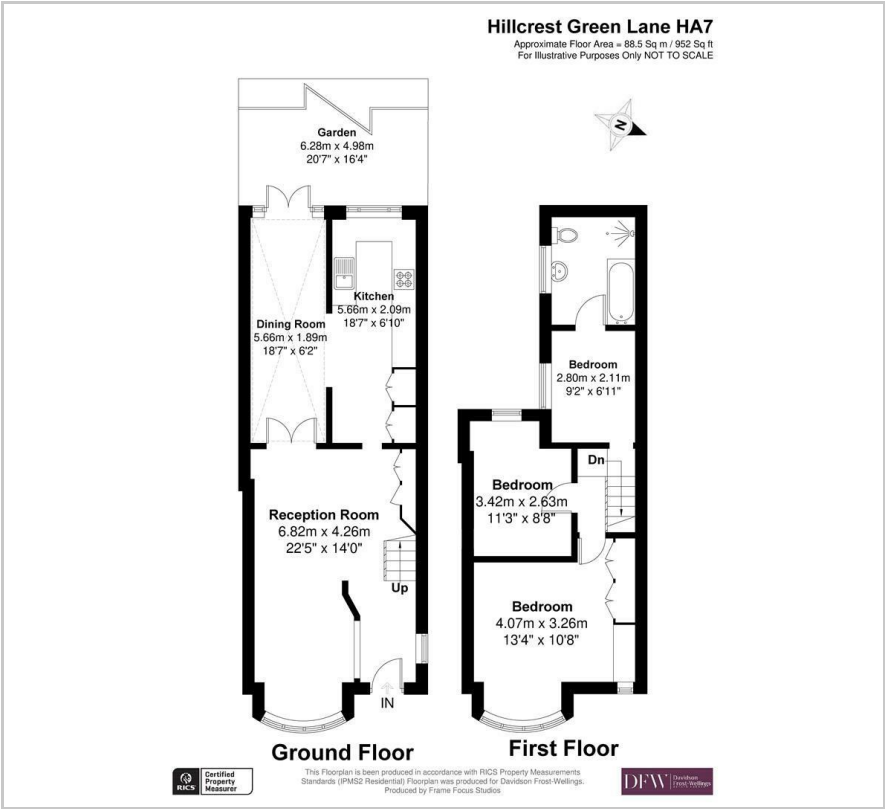 Hillcrest Green Lane HA7
Approximate Floor Area = 88.5 Sq m / 952 Sq ft
For Illustrative Purposes Only NOT TO SCALE
N
Garden
6.28m x 4.98m
20'7" x 16'4"
Kitchen
5.66m x 2.09m
18'7" x 6'10"
Dining Room
5.66m x 1.89m
18'7" x 6'2"
Reception Room
6.82m x 4.26m
22'5" x 14'0"
Up
IN
Ground Floor
Bedroom
2.80m x 2.11m
9'2" x 6'11"
Dn
Bedroom
3.42m x 2.63m
11'3" x 8'8"
Bedroom
4.07m x 3.26m
13'4" x 10'8"
First Floor
RICS
Certified
Property
Measurer
This Floorplan is been produced in accordance with RICS Property Measurements
Standards (IPMS2 Residential) Floorplan was produced for Davidson Frost-Wellings.
Produced by Frame Focus Studios
DFW
Davidson
Frost-Wellings